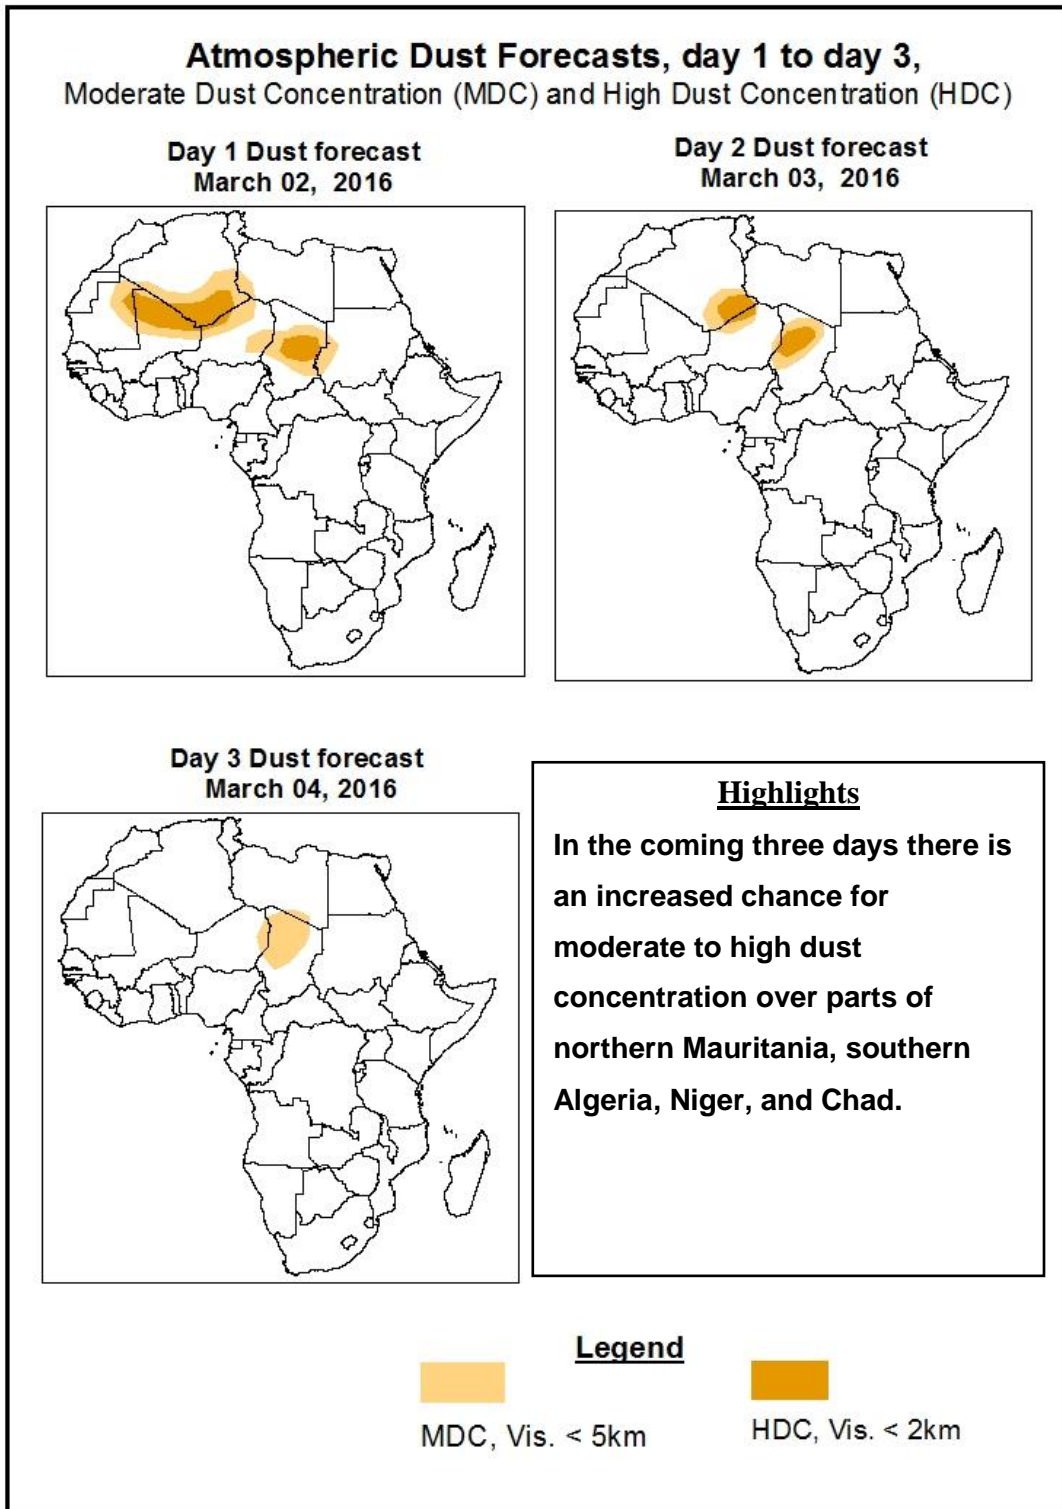 Atmospheric Dust Forecasts, day 1 to day 3,
Moderate Dust Concentration (MDC) and High Dust Concentration (HDC)
Day 1 Dust forecast
March 02, 2016
Day 2 Dust forecast
March 03, 2016
Day 3 Dust forecast
March 04, 2016
Highlights
In the coming three days there is
an increased chance for
moderate to high dust
concentration over parts of
northern Mauritania, southern
Algeria, Niger, and Chad.
Legend
MDC, Vis. < 5km
HDC, Vis. < 2km